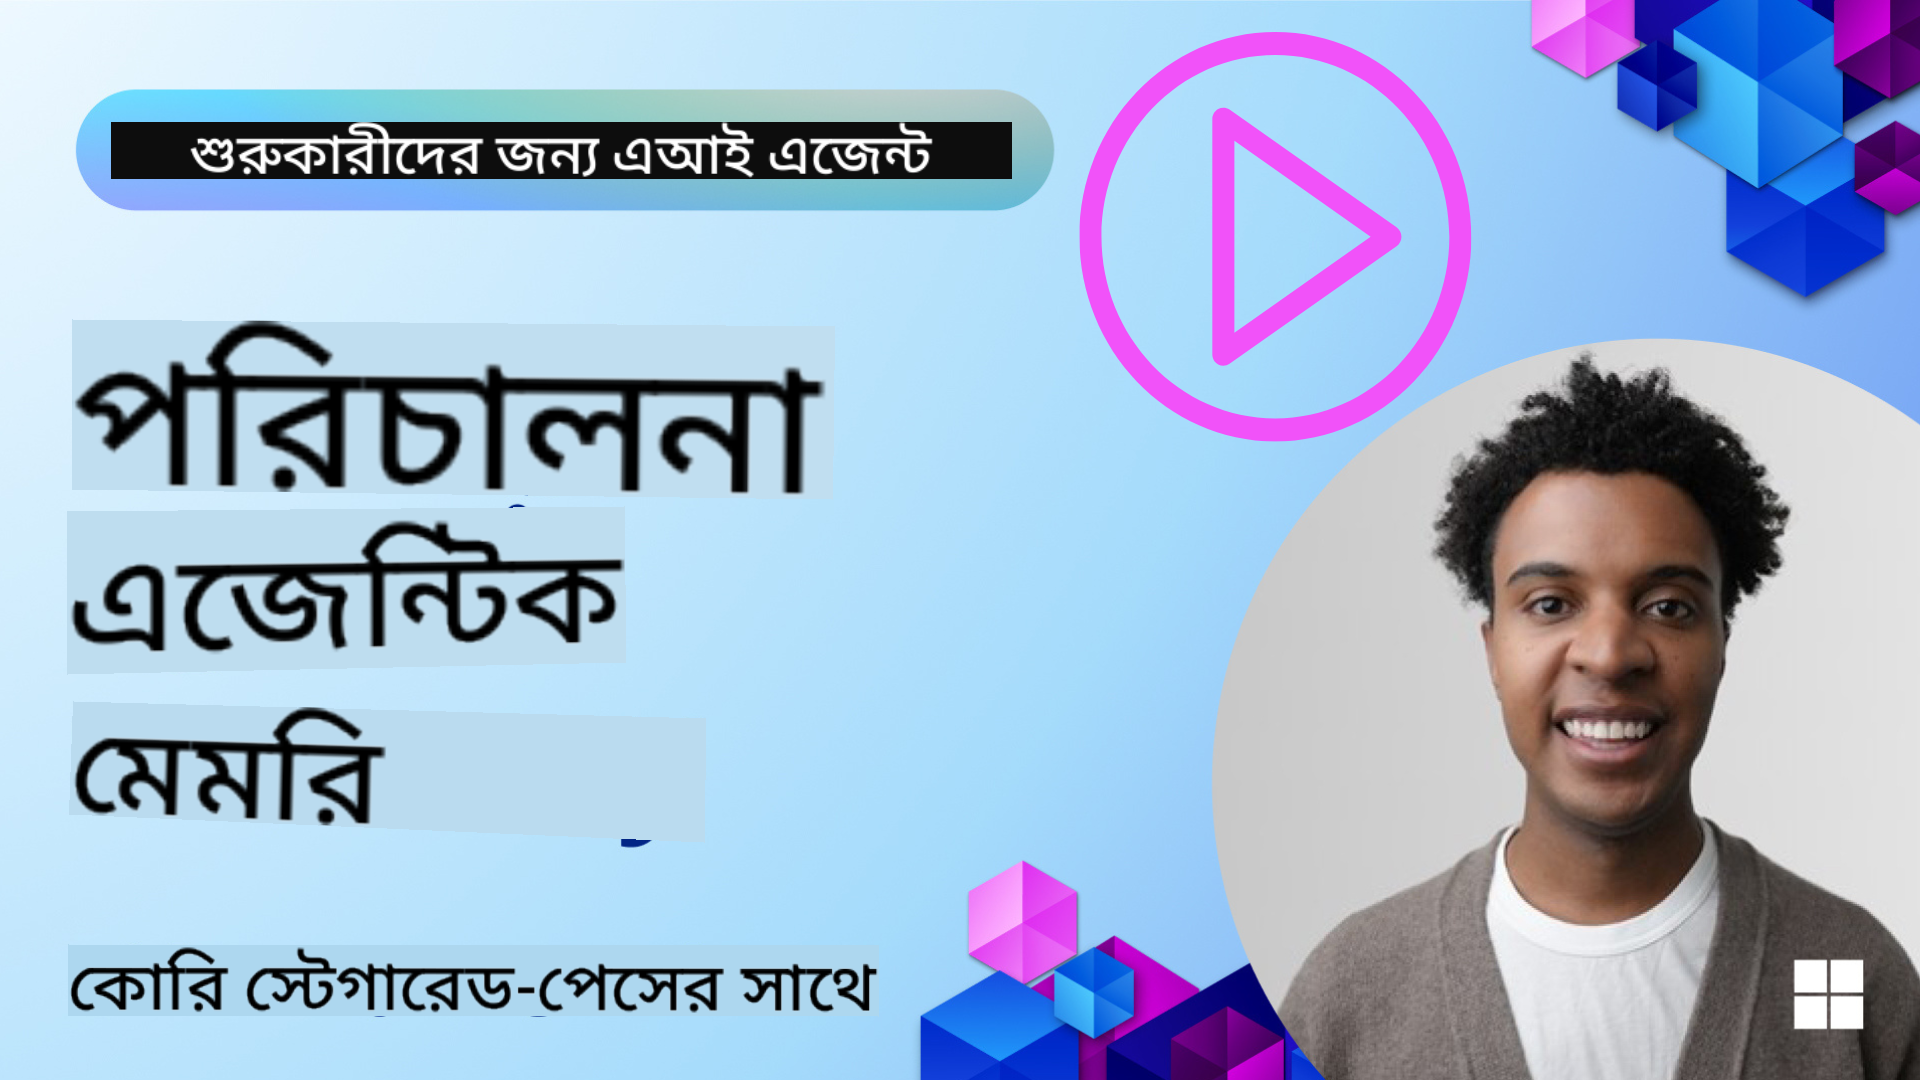 শুরুকারীদের জন্য এআই এজেন্ট
পরিচালনা
এজেন্টিক
মেমরি
কোরি স্টেগারেড-পেসের সাথে